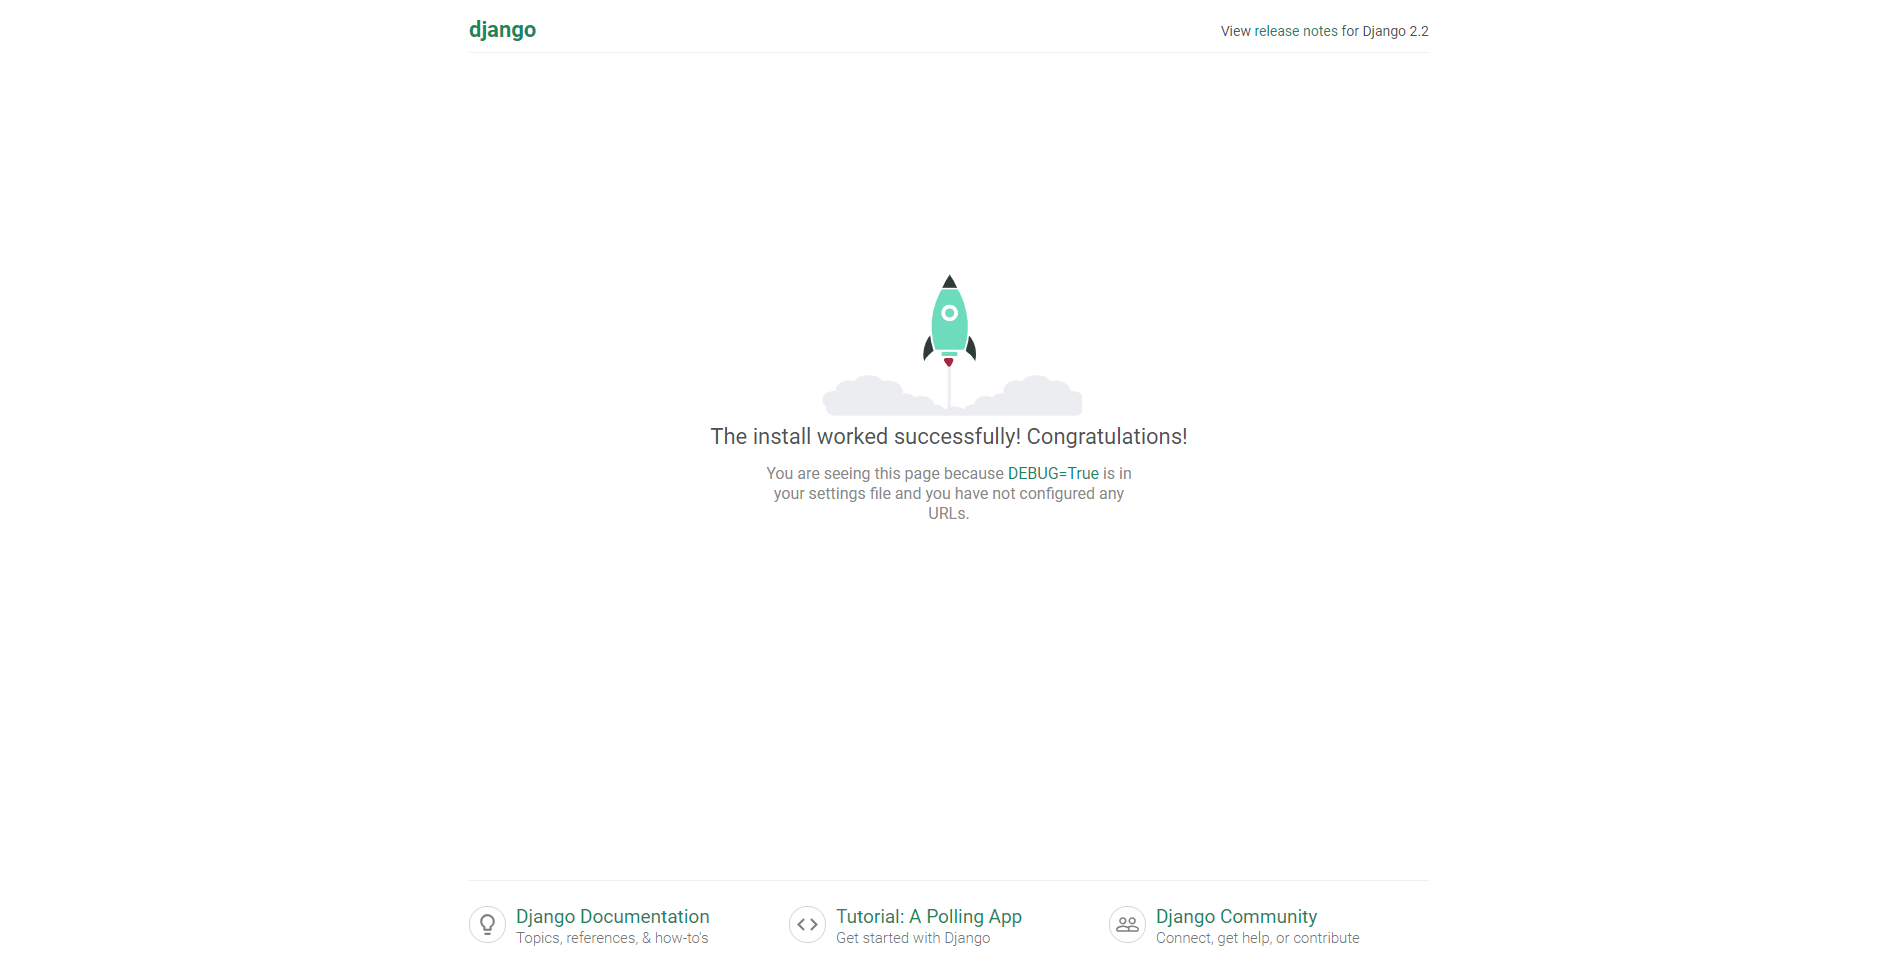 django
View release notes for Django 2.2
The install worked successfully! Congratulations!
You are seeing this page because DEBUG=True is in
your settings file and you have not configured any
URLs.
Django Documentation
Topics, references, & how-to's
Tutorial: A Polling App
Get started with Django
Django Community
Connect, get help, or contribute